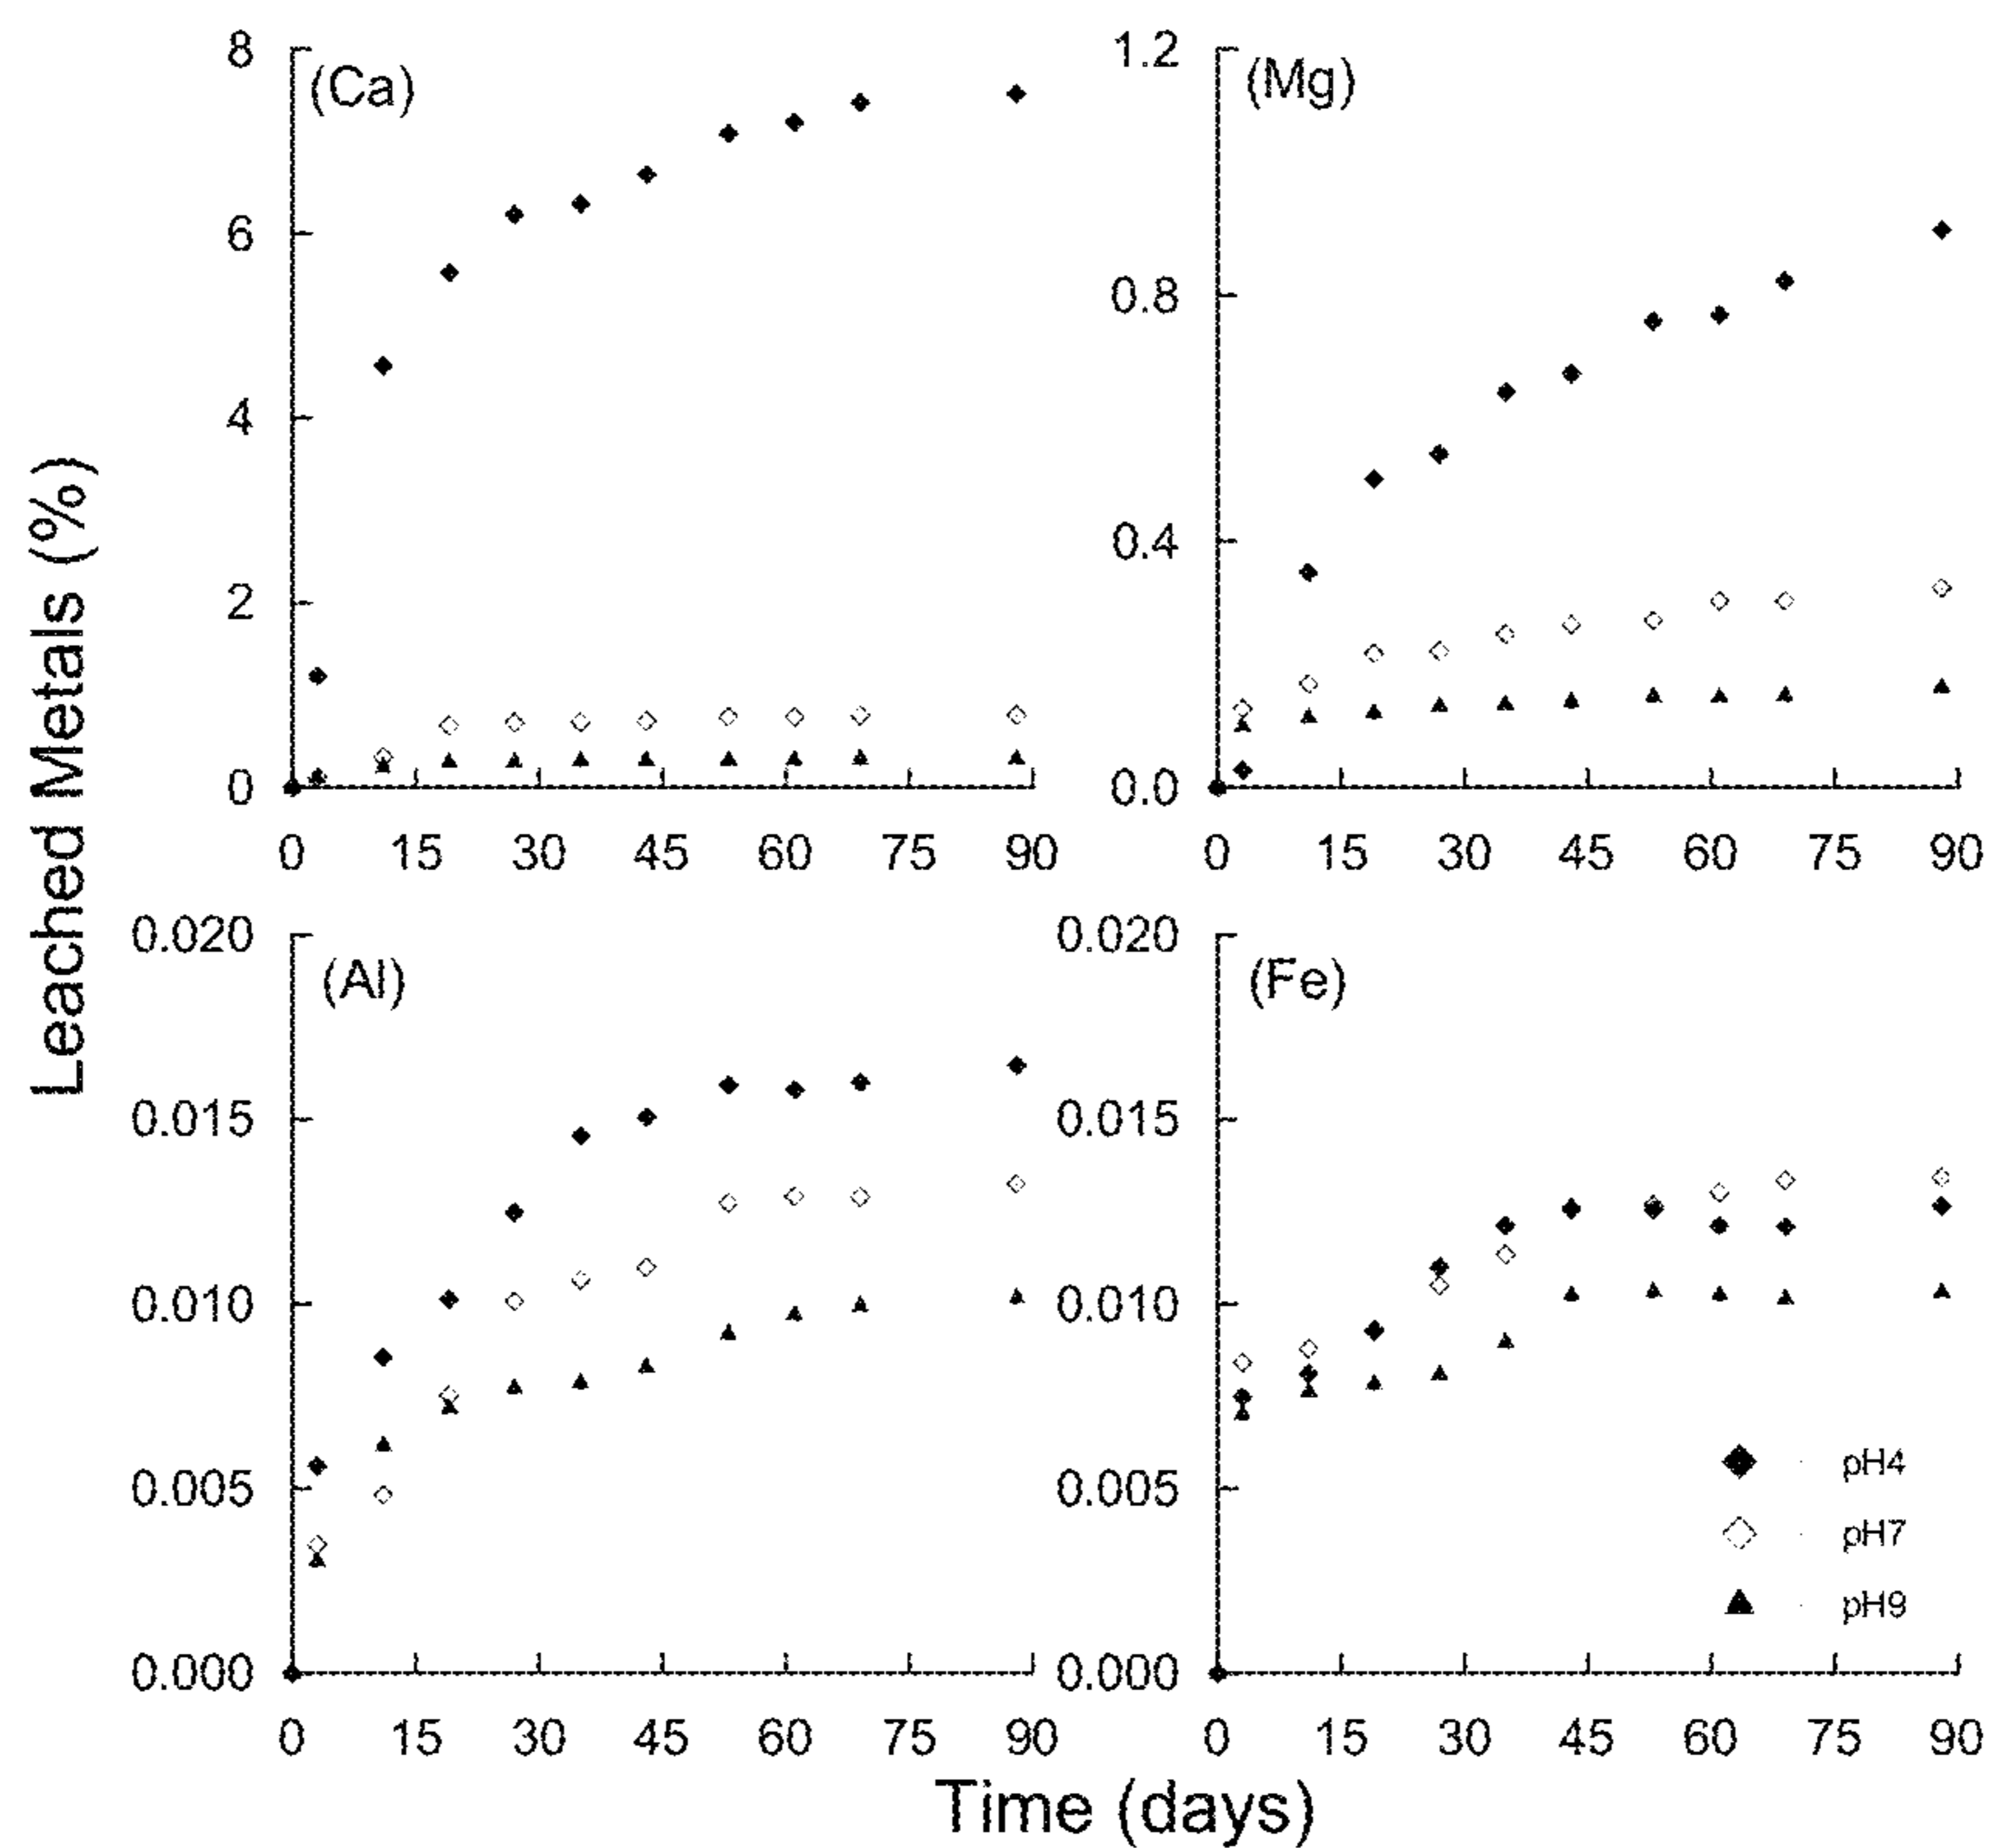 Leached Metals (%)
(Ca)
8
6
4
2
0
0 15 30 45 60 75 90
(Mg)
1.2
0.8
0.4
0.0
0 15 30 45 60 75 90
(Al)
0.020
0.015
0.010
0.005
0.000
0 15 30 45 60 75 90
(Fe)
0.020
0.015
0.010
0.005
0.000
pH4
pH7
pH9
0 15 30 45 60 75 90
Time (days)